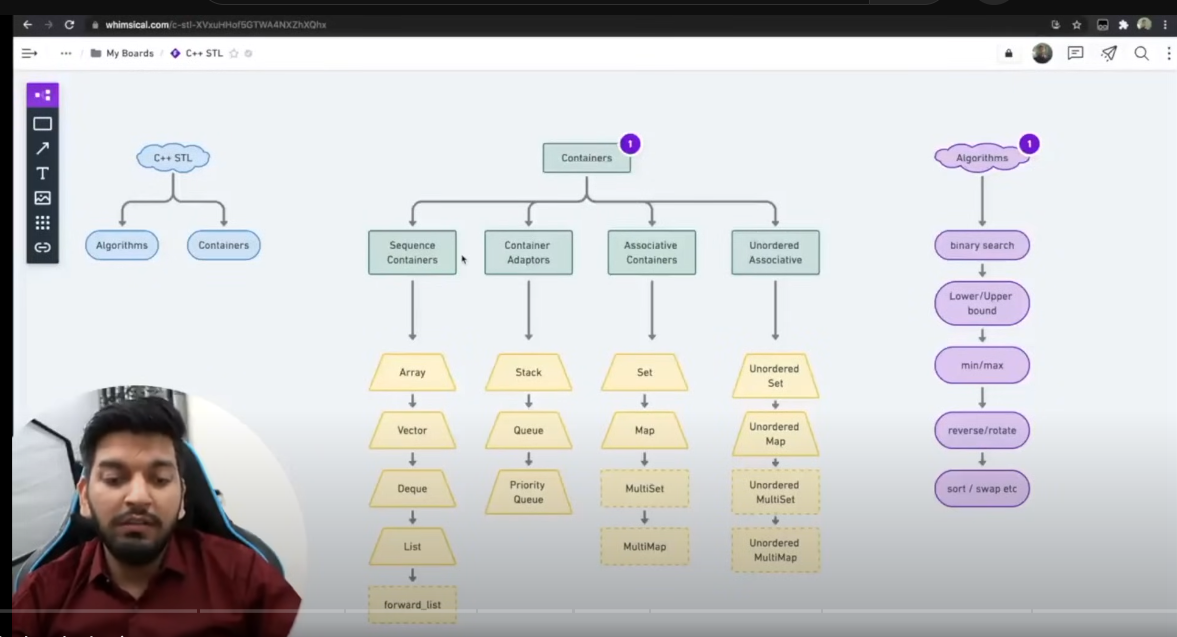 whimsical.com/c-stl-XVxuHHof5GTWA4NXZhXQhx
My Boards / C++ STL
C++ STL
Algorithms
Containers
Containers
1
Sequence
Containers
Container
Adaptors
Associative
Containers
Unordered
Associative
Array
Vector
Deque
List
forward_list
Stack
Queue
Priority
Queue
Set
Map
MultiSet
MultiMap
Unordered
Set
Unordered
Map
Unordered
MultiSet
Unordered
MultiMap
Algorithms
1
binary search
Lower/Upper
bound
min/max
reverse/rotate
sort / swap etc